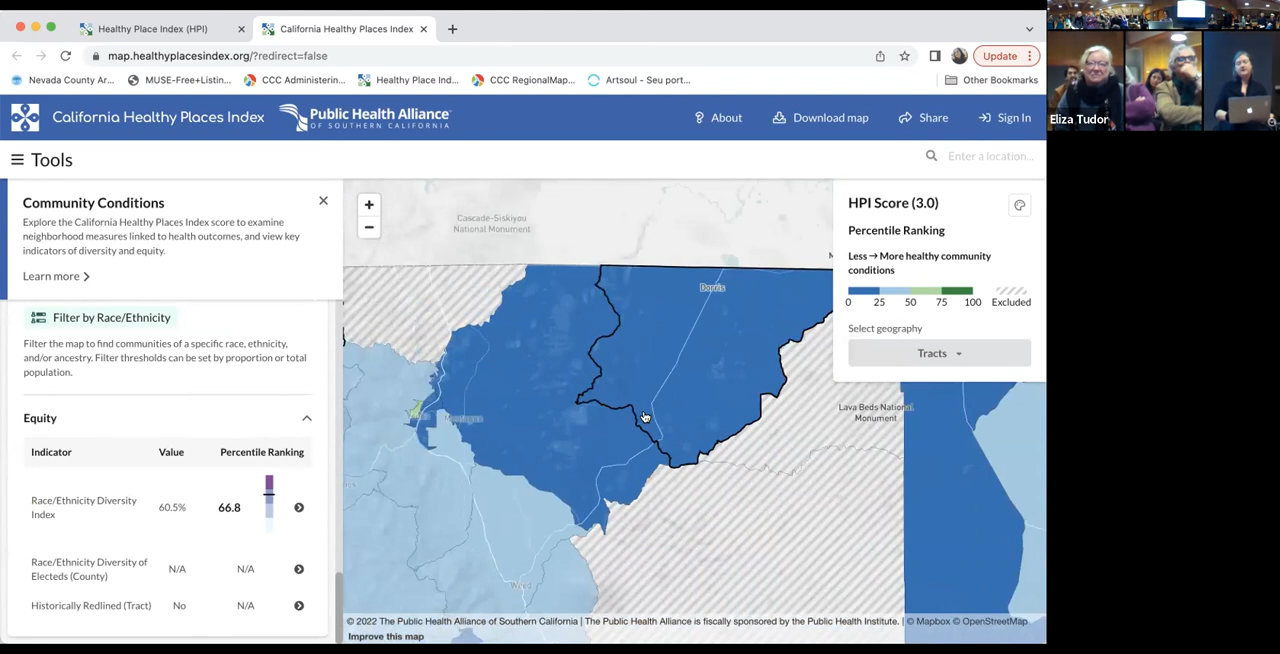 Healthy Place Index (HPI)
California Healthy Places Index
map.healthyplacesindex.org/?redirect=false
Update
Nevada County Ar...
MUSE-Free+Listin...
CCC Administerin...
Healthy Place Ind...
CCC RegionalMap...
Artsoul - Seu port...
Other Bookmarks
California Healthy Places Index
Public Health Alliance
OF SOUTHERN CALIFORNIA
About
Download map
Share
Sign In
Tools
Enter a location...
Community Conditions
Explore the California Healthy Places Index score to examine
neighborhood measures linked to health outcomes, and view key
indicators of diversity and equity.
Learn more
Filter by Race/Ethnicity
Filter the map to find communities of a specific race, ethnicity,
and/or ancestry. Filter thresholds can be set by proportion or total
population.
Equity
Indicator Value Percentile Ranking
Race/Ethnicity Diversity
Index
60.5% 66.8
Race/Ethnicity Diversity of
Electeds (County)
N/A N/A
Historically Redlined (Tract) No N/A
Cascade-Siskiyou
National Monument
Dorris
Montague
Weed
Lava Beds National
Monument
HPI Score (3.0)
Percentile Ranking
Less → More healthy community
conditions
0 25 50 75 100 Excluded
Select geography
Tracts
© 2022 The Public Health Alliance of Southern California | The Public Health Alliance is fiscally sponsored by the Public Health Institute. | © Mapbox © OpenStreetMap
Improve this map
Eliza Tudor